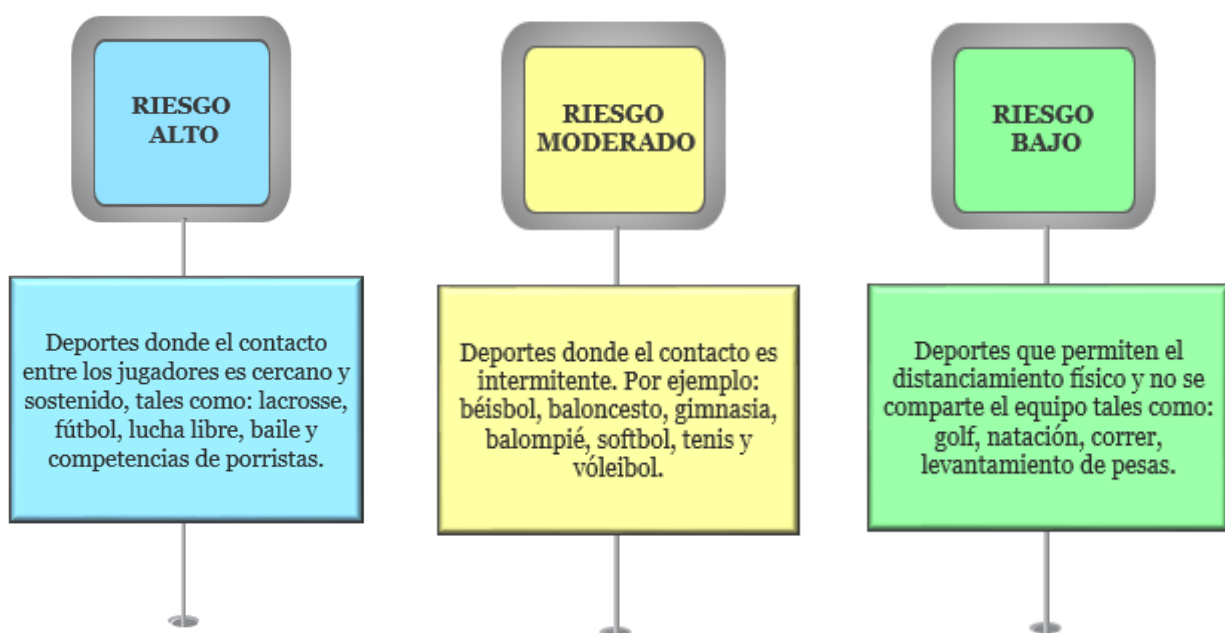 RIESGO
ALTO
Deportes donde el contacto
entre los jugadores es cercano y
sostenido, tales como: lacrosse,
fútbol, lucha libre, baile y
competencias de porristas.
RIESGO
MODERADO
Deportes donde el contacto es
intermitente. Por ejemplo:
béisbol, baloncesto, gimnasia,
balompié, softbol, tenis y
vóleibol.
RIESGO
BAJO
Deportes que permiten el
distanciamiento físico y no se
comparte el equipo tales como:
golf, natación, correr,
levantamiento de pesas.